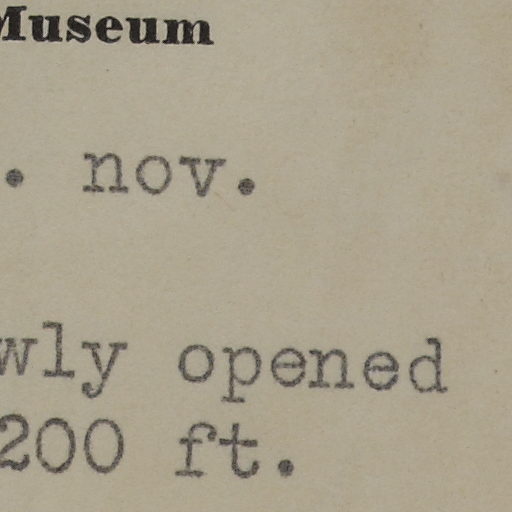 Museum
. nov.
wly opened
200 ft.